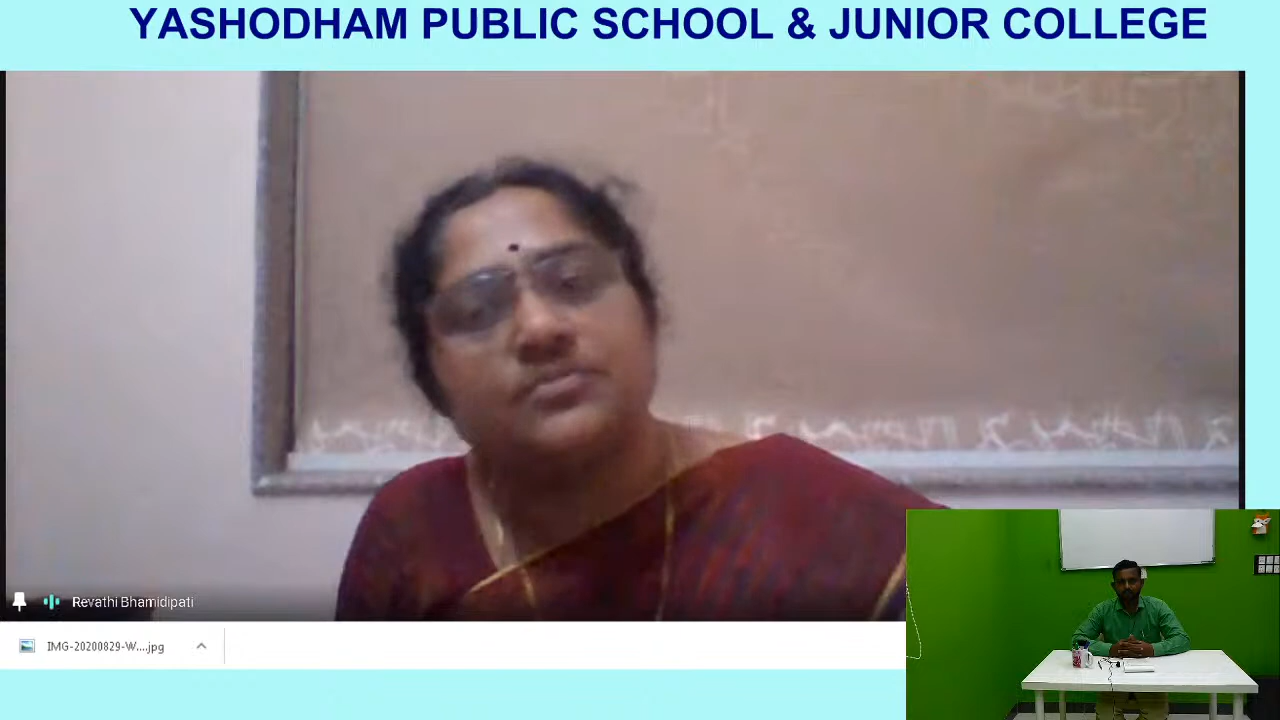 YASHODHAM PUBLIC SCHOOL & JUNIOR COLLEGE
Revathi Bhamidipati
IMG-20200829-W....jpg